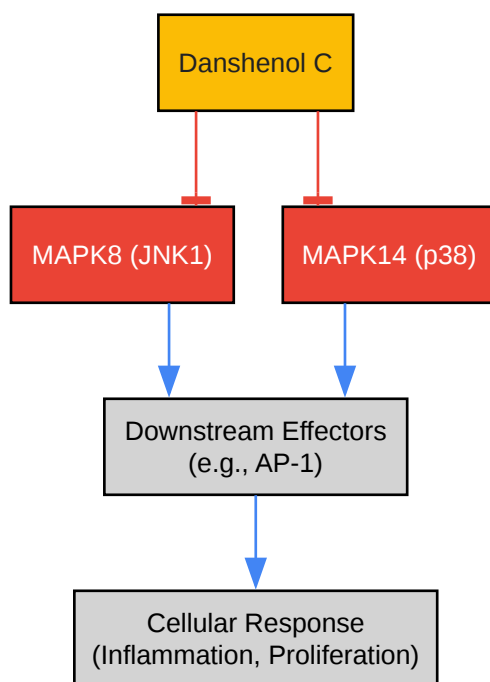 Danshenol C
MAPK8 (JNK1)
MAPK14 (p38)
Downstream Effectors
(e.g., AP-1)
Cellular Response
(Inflammation, Proliferation)